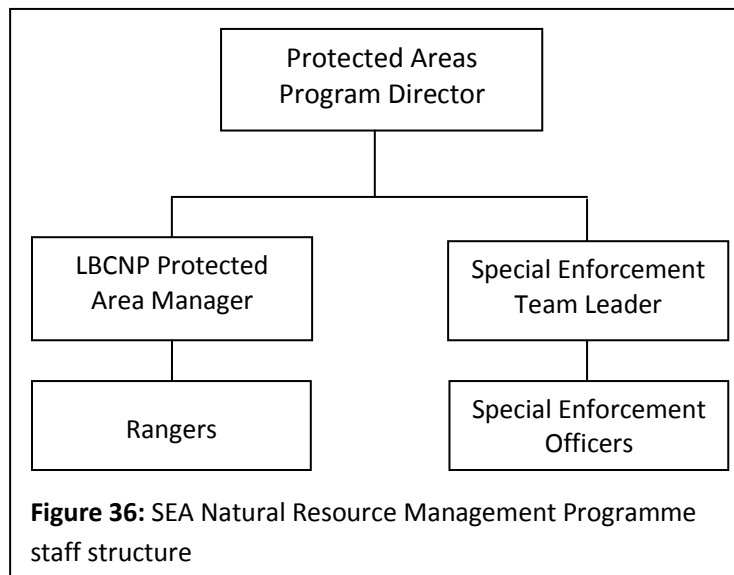 Protected Areas
Program Director
LBCNP Protected
Area Manager
Special Enforcement
Team Leader
Rangers
Special Enforcement
Officers
Figure 36: SEA Natural Resource Management Programme
staff structure